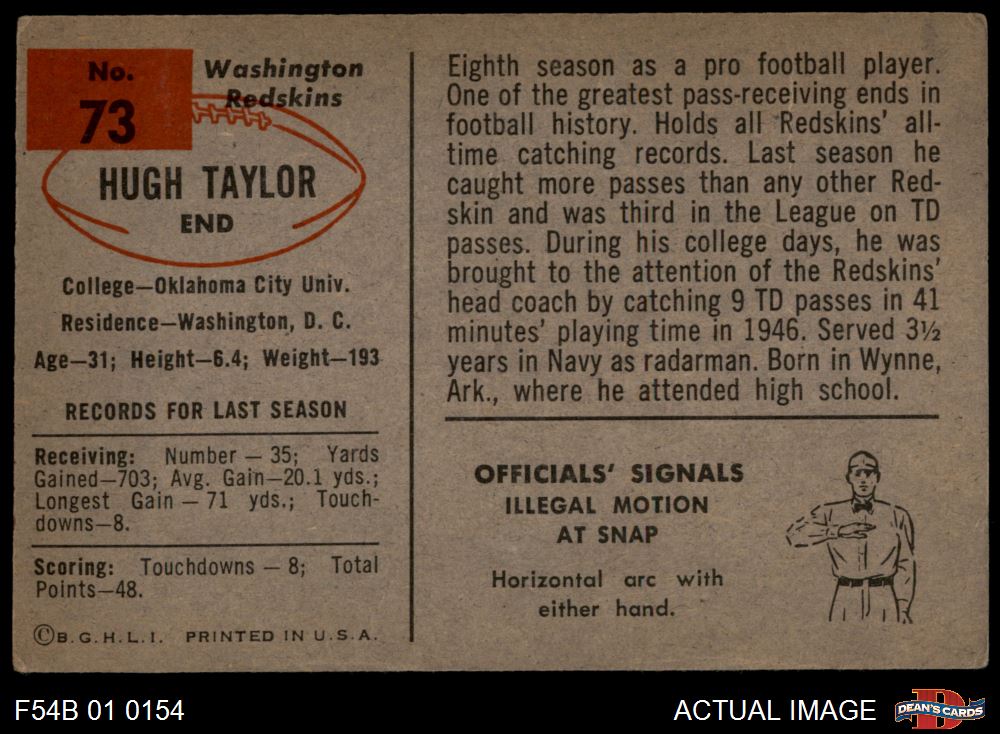 No.
73
Washington
Redskins
HUGH TAYLOR
END
College—Oklahoma City Univ.
Residence—Washington, D. C.
Age—31; Height—6.4; Weight—193
RECORDS FOR LAST SEASON
Receiving: Number — 35; Yards
Gained—703; Avg. Gain—20.1 yds.;
Longest Gain — 71 yds.; Touch-
downs—8.
Scoring: Touchdowns — 8; Total
Points—48.
©B.G.H.L.I. PRINTED IN U.S.A.
Eighth season as a pro football player.
One of the greatest pass-receiving ends in
football history. Holds all Redskins' all-
time catching records. Last season he
caught more passes than any other Red-
skin and was third in the League on TD
passes. During his college days, he was
brought to the attention of the Redskins'
head coach by catching 9 TD passes in 41
minutes' playing time in 1946. Served 3½
years in Navy as radarman. Born in Wynne,
Ark., where he attended high school.
OFFICIALS' SIGNALS
ILLEGAL MOTION
AT SNAP
Horizontal arc with
either hand.
F54B 01 0154
ACTUAL IMAGE
DEAN'S CARDS